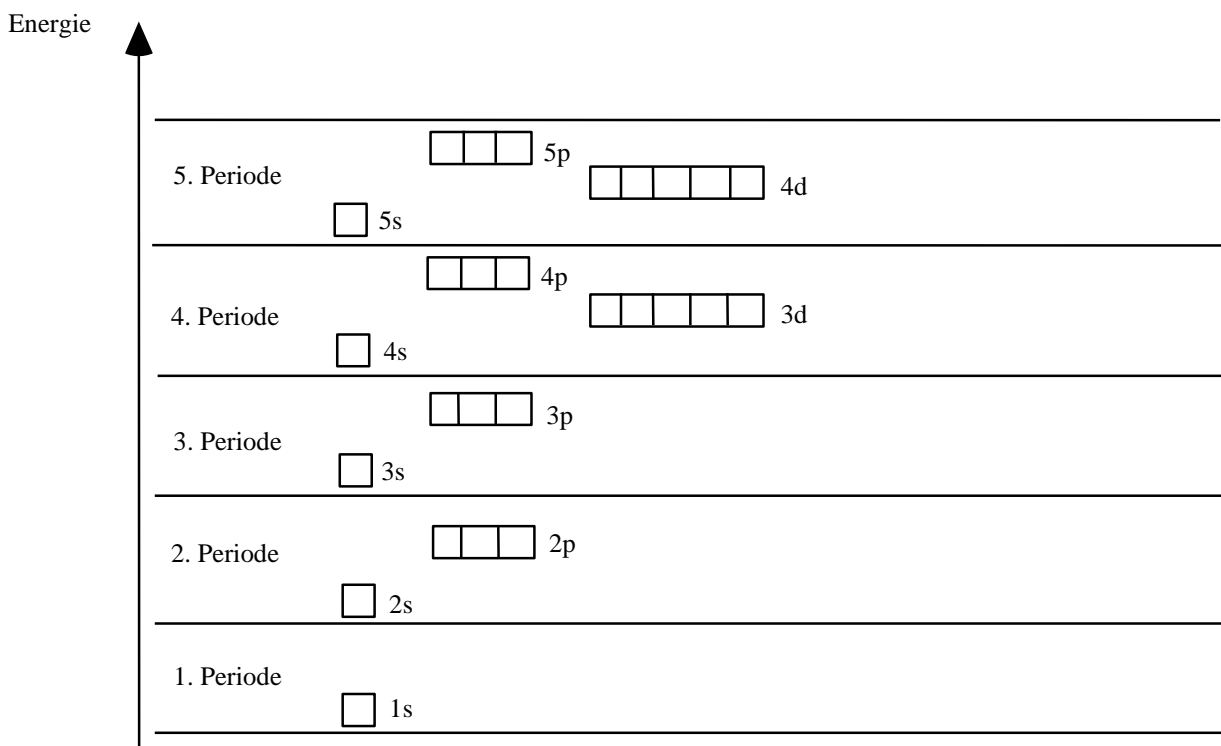 Energie
5p
5. Periode
4d
5s
4p
4. Periode
3d
4s
3p
3. Periode
3s
2p
2. Periode
2s
1. Periode
1s